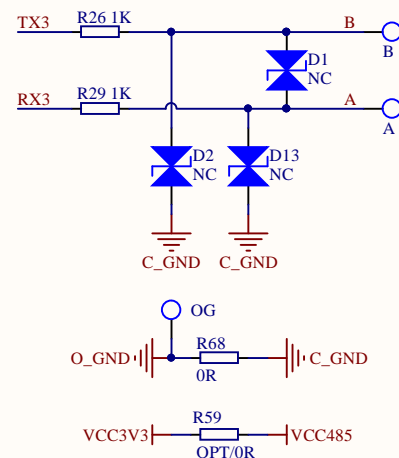 TX3 R26 1K B B
D1
NC
RX3 R29 1K A A
D2 D13
NC NC
C_GND C_GND
OG
O_GND R68 C_GND
0R
R59
VCC3V3 VCC485
OPT/0R